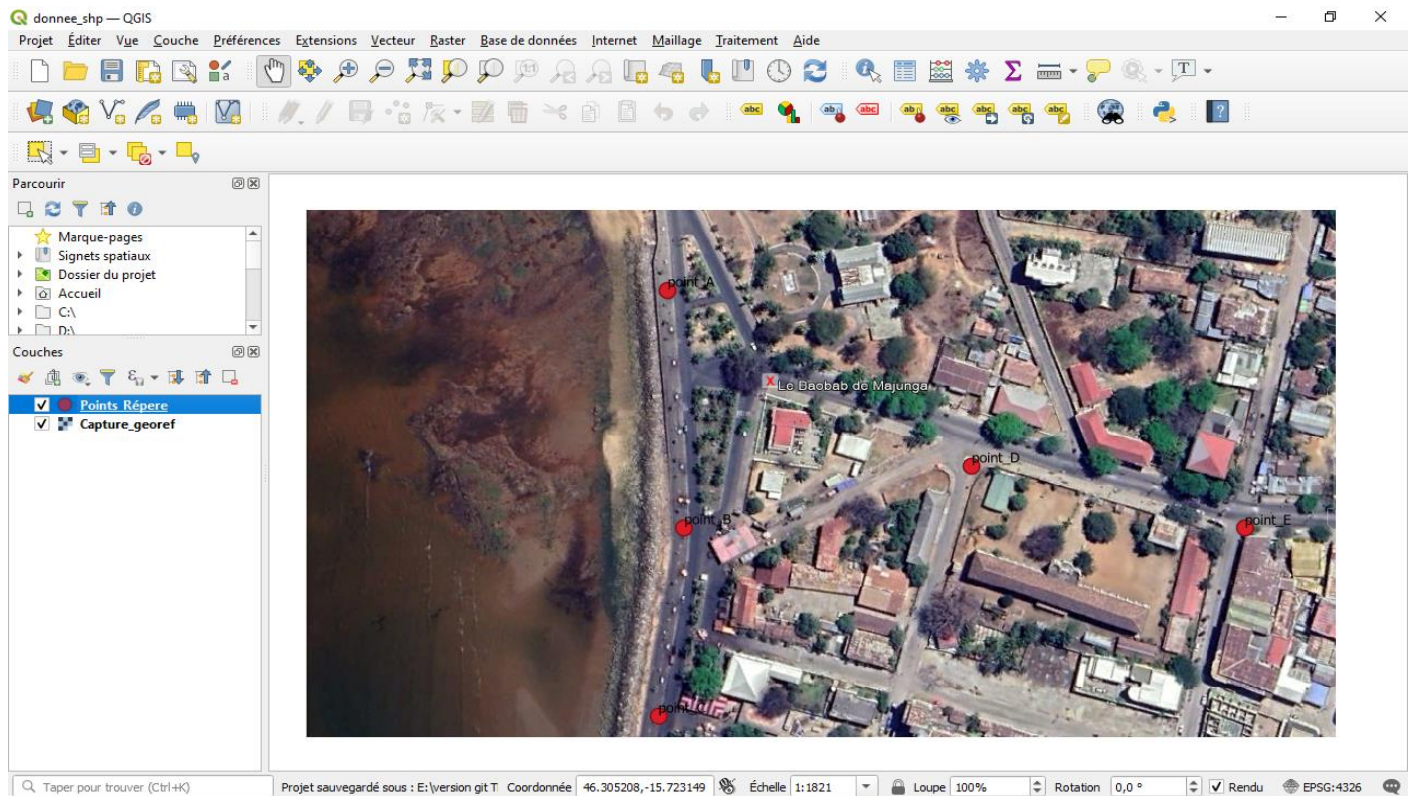 donnee_shp — QGIS
Projet Éditer Vue Couche Préférences Extensions Vecteur Raster Base de données Internet Maillage Traitement Aide
Parcourir
Marque-pages
Signets spatiaux
Dossier du projet
Accueil
C:\
D:\
Couches
Points_Répere
Capture_georef
point_A
Le Baobab de Majunga
point_D
point_B
point_E
point_C
Taper pour trouver (Ctrl+K) Projet sauvegardé sous : E:\version git T Coordonnée 46.305208,-15.723149 Échelle 1:1821 Loupe 100% Rotation 0,0 ° Rendu EPSG:4326